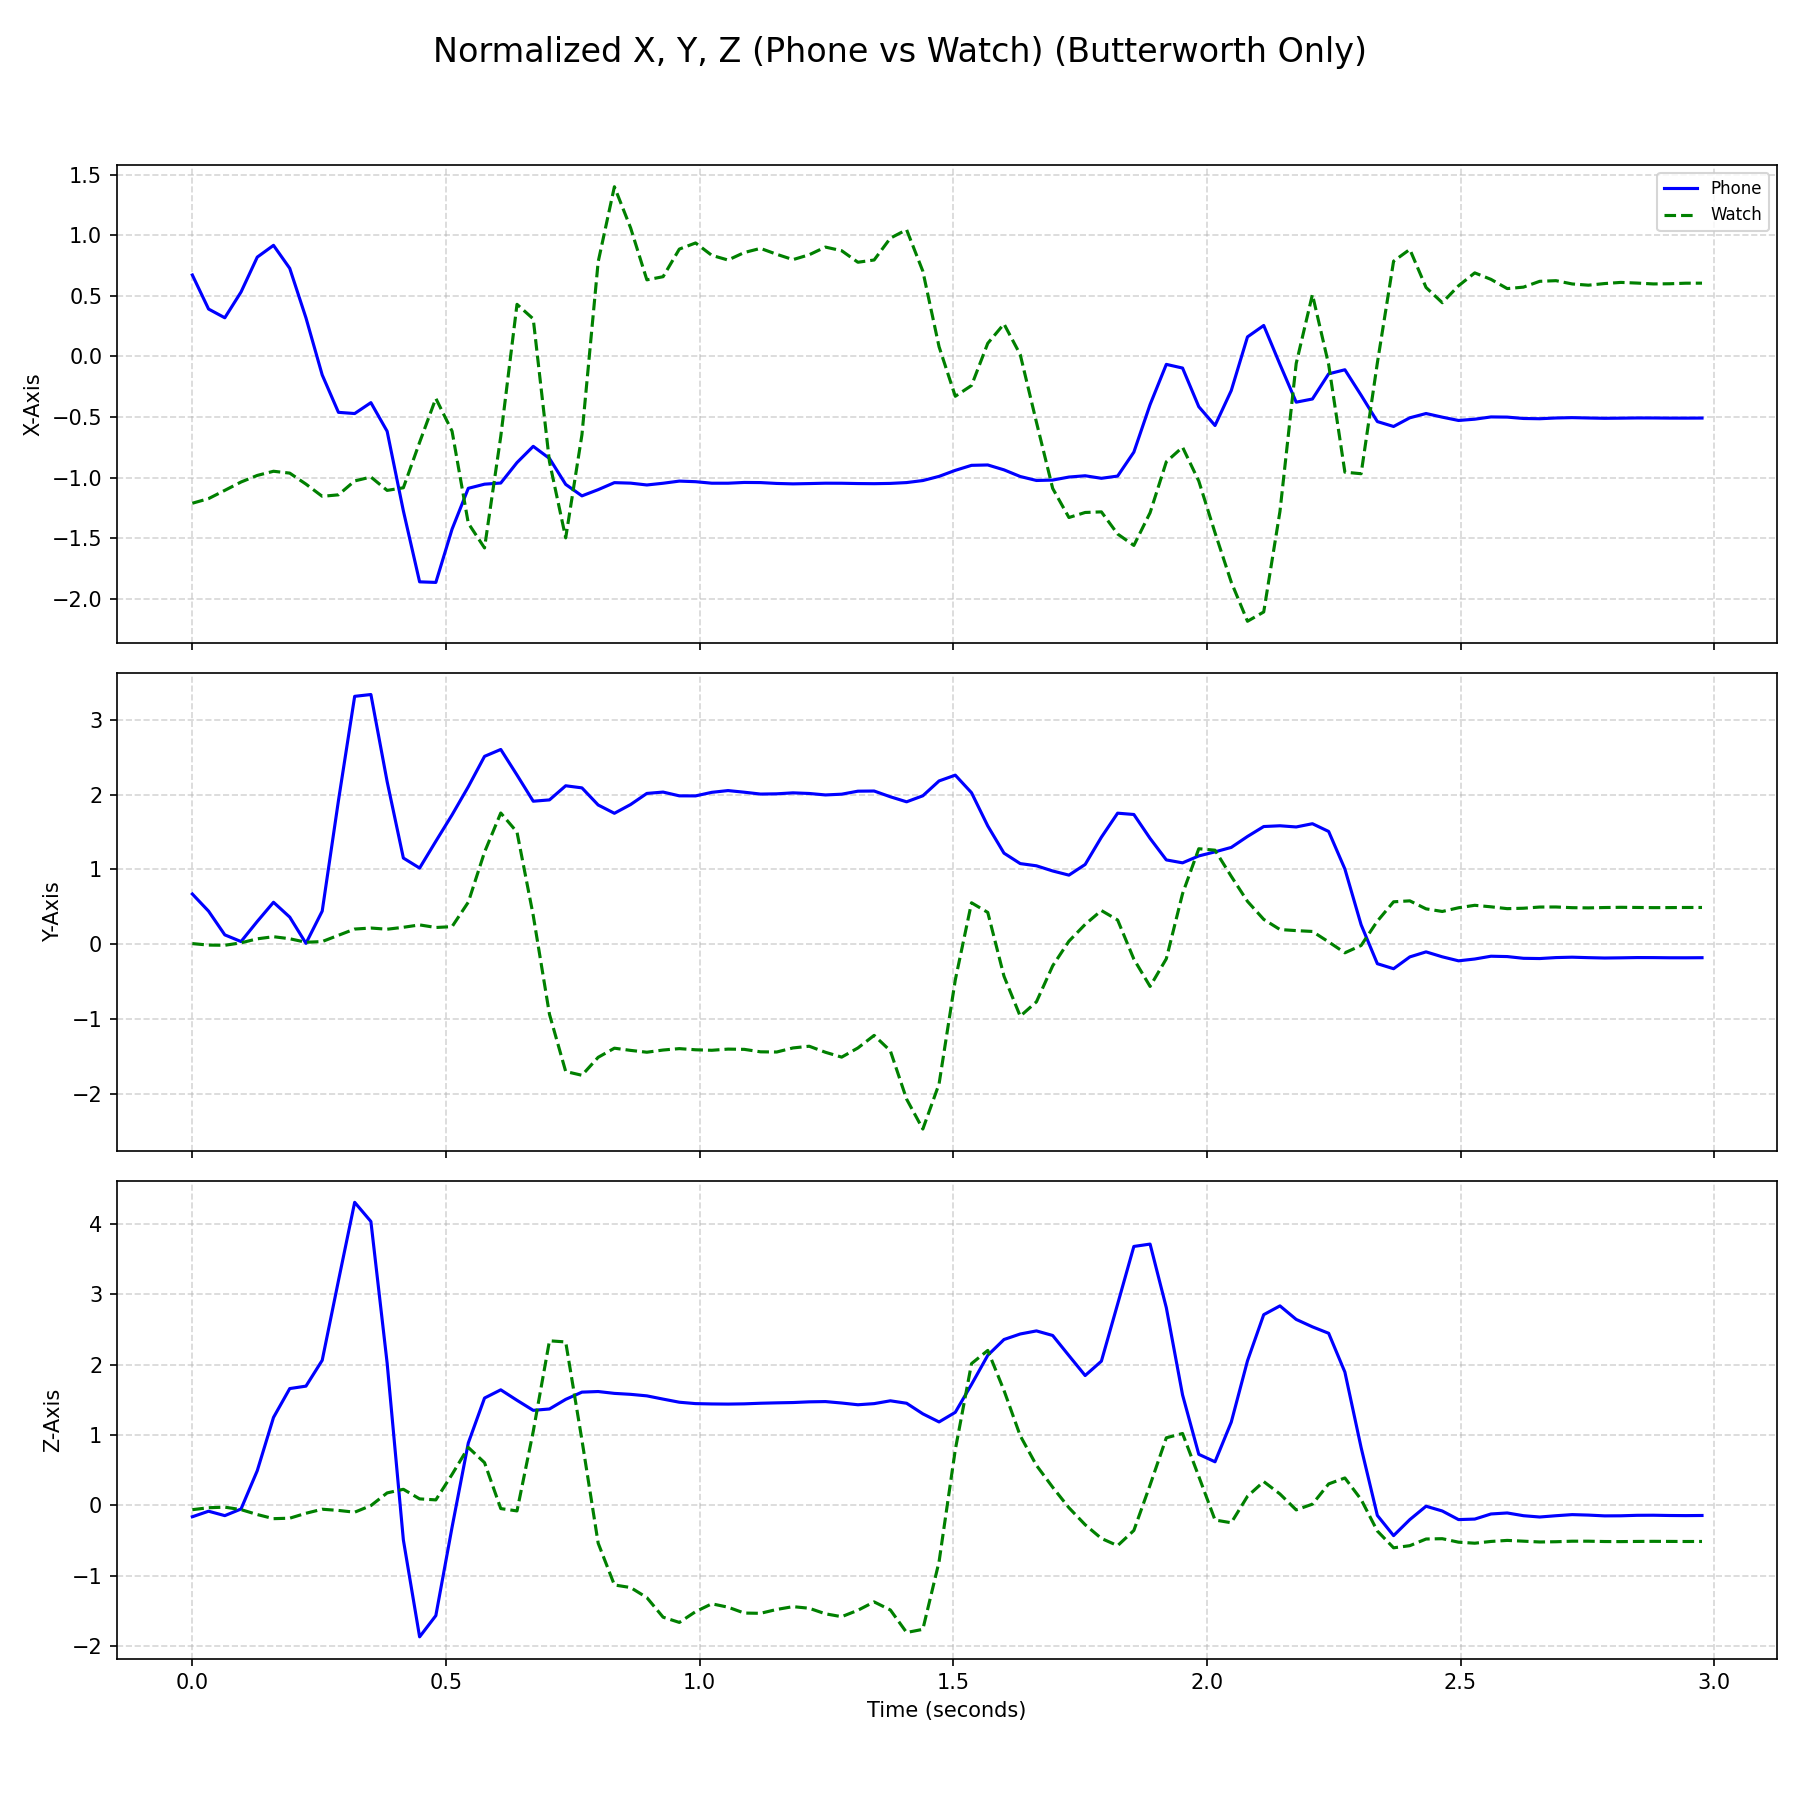 Normalized X, Y, Z (Phone vs Watch) (Butterworth Only)
Phone
Watch
X-Axis
1.5
1.0
0.5
0.0
−0.5
−1.0
−1.5
−2.0
Y-Axis
3
2
1
0
−1
−2
Z-Axis
4
3
2
1
0
−1
−2
0.0 0.5 1.0 1.5 2.0 2.5 3.0
Time (seconds)